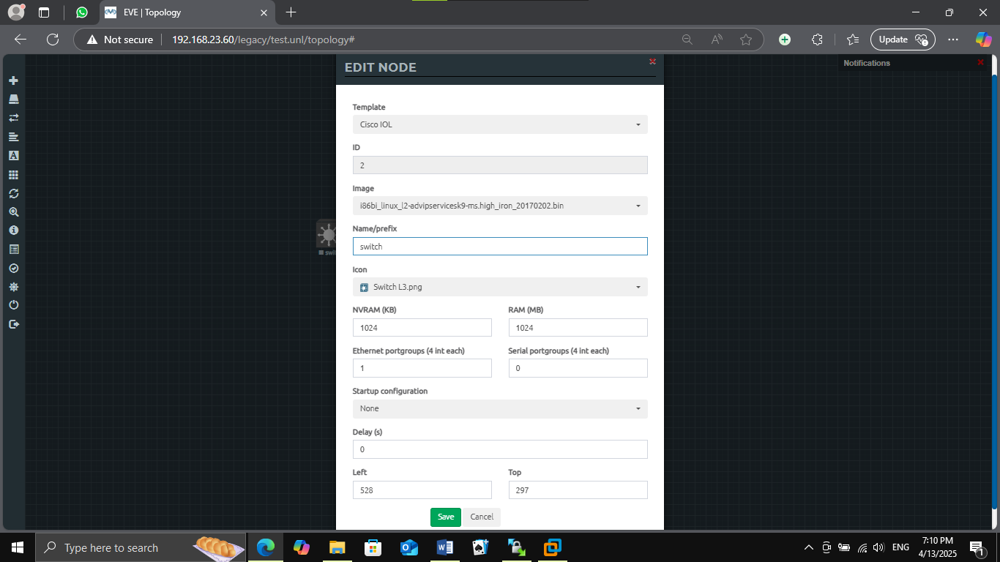 EVE | Topology
Not secure
192.168.23.60/legacy/test.unl/topology#
Update
EDIT NODE
Notifications
Template
Cisco IOL
ID
2
Image
i86bi_linux_l2-advipservicesk9-ms.high_iron_20170202.bin
Name/prefix
switch
Icon
Switch L3.png
NVRAM (KB) RAM (MB)
1024 1024
Ethernet portgroups (4 int each) Serial portgroups (4 int each)
1 0
Startup configuration
None
Delay (s)
0
Left Top
528 297
Save Cancel
Type here to search
ENG
7:10 PM
4/13/2025
1